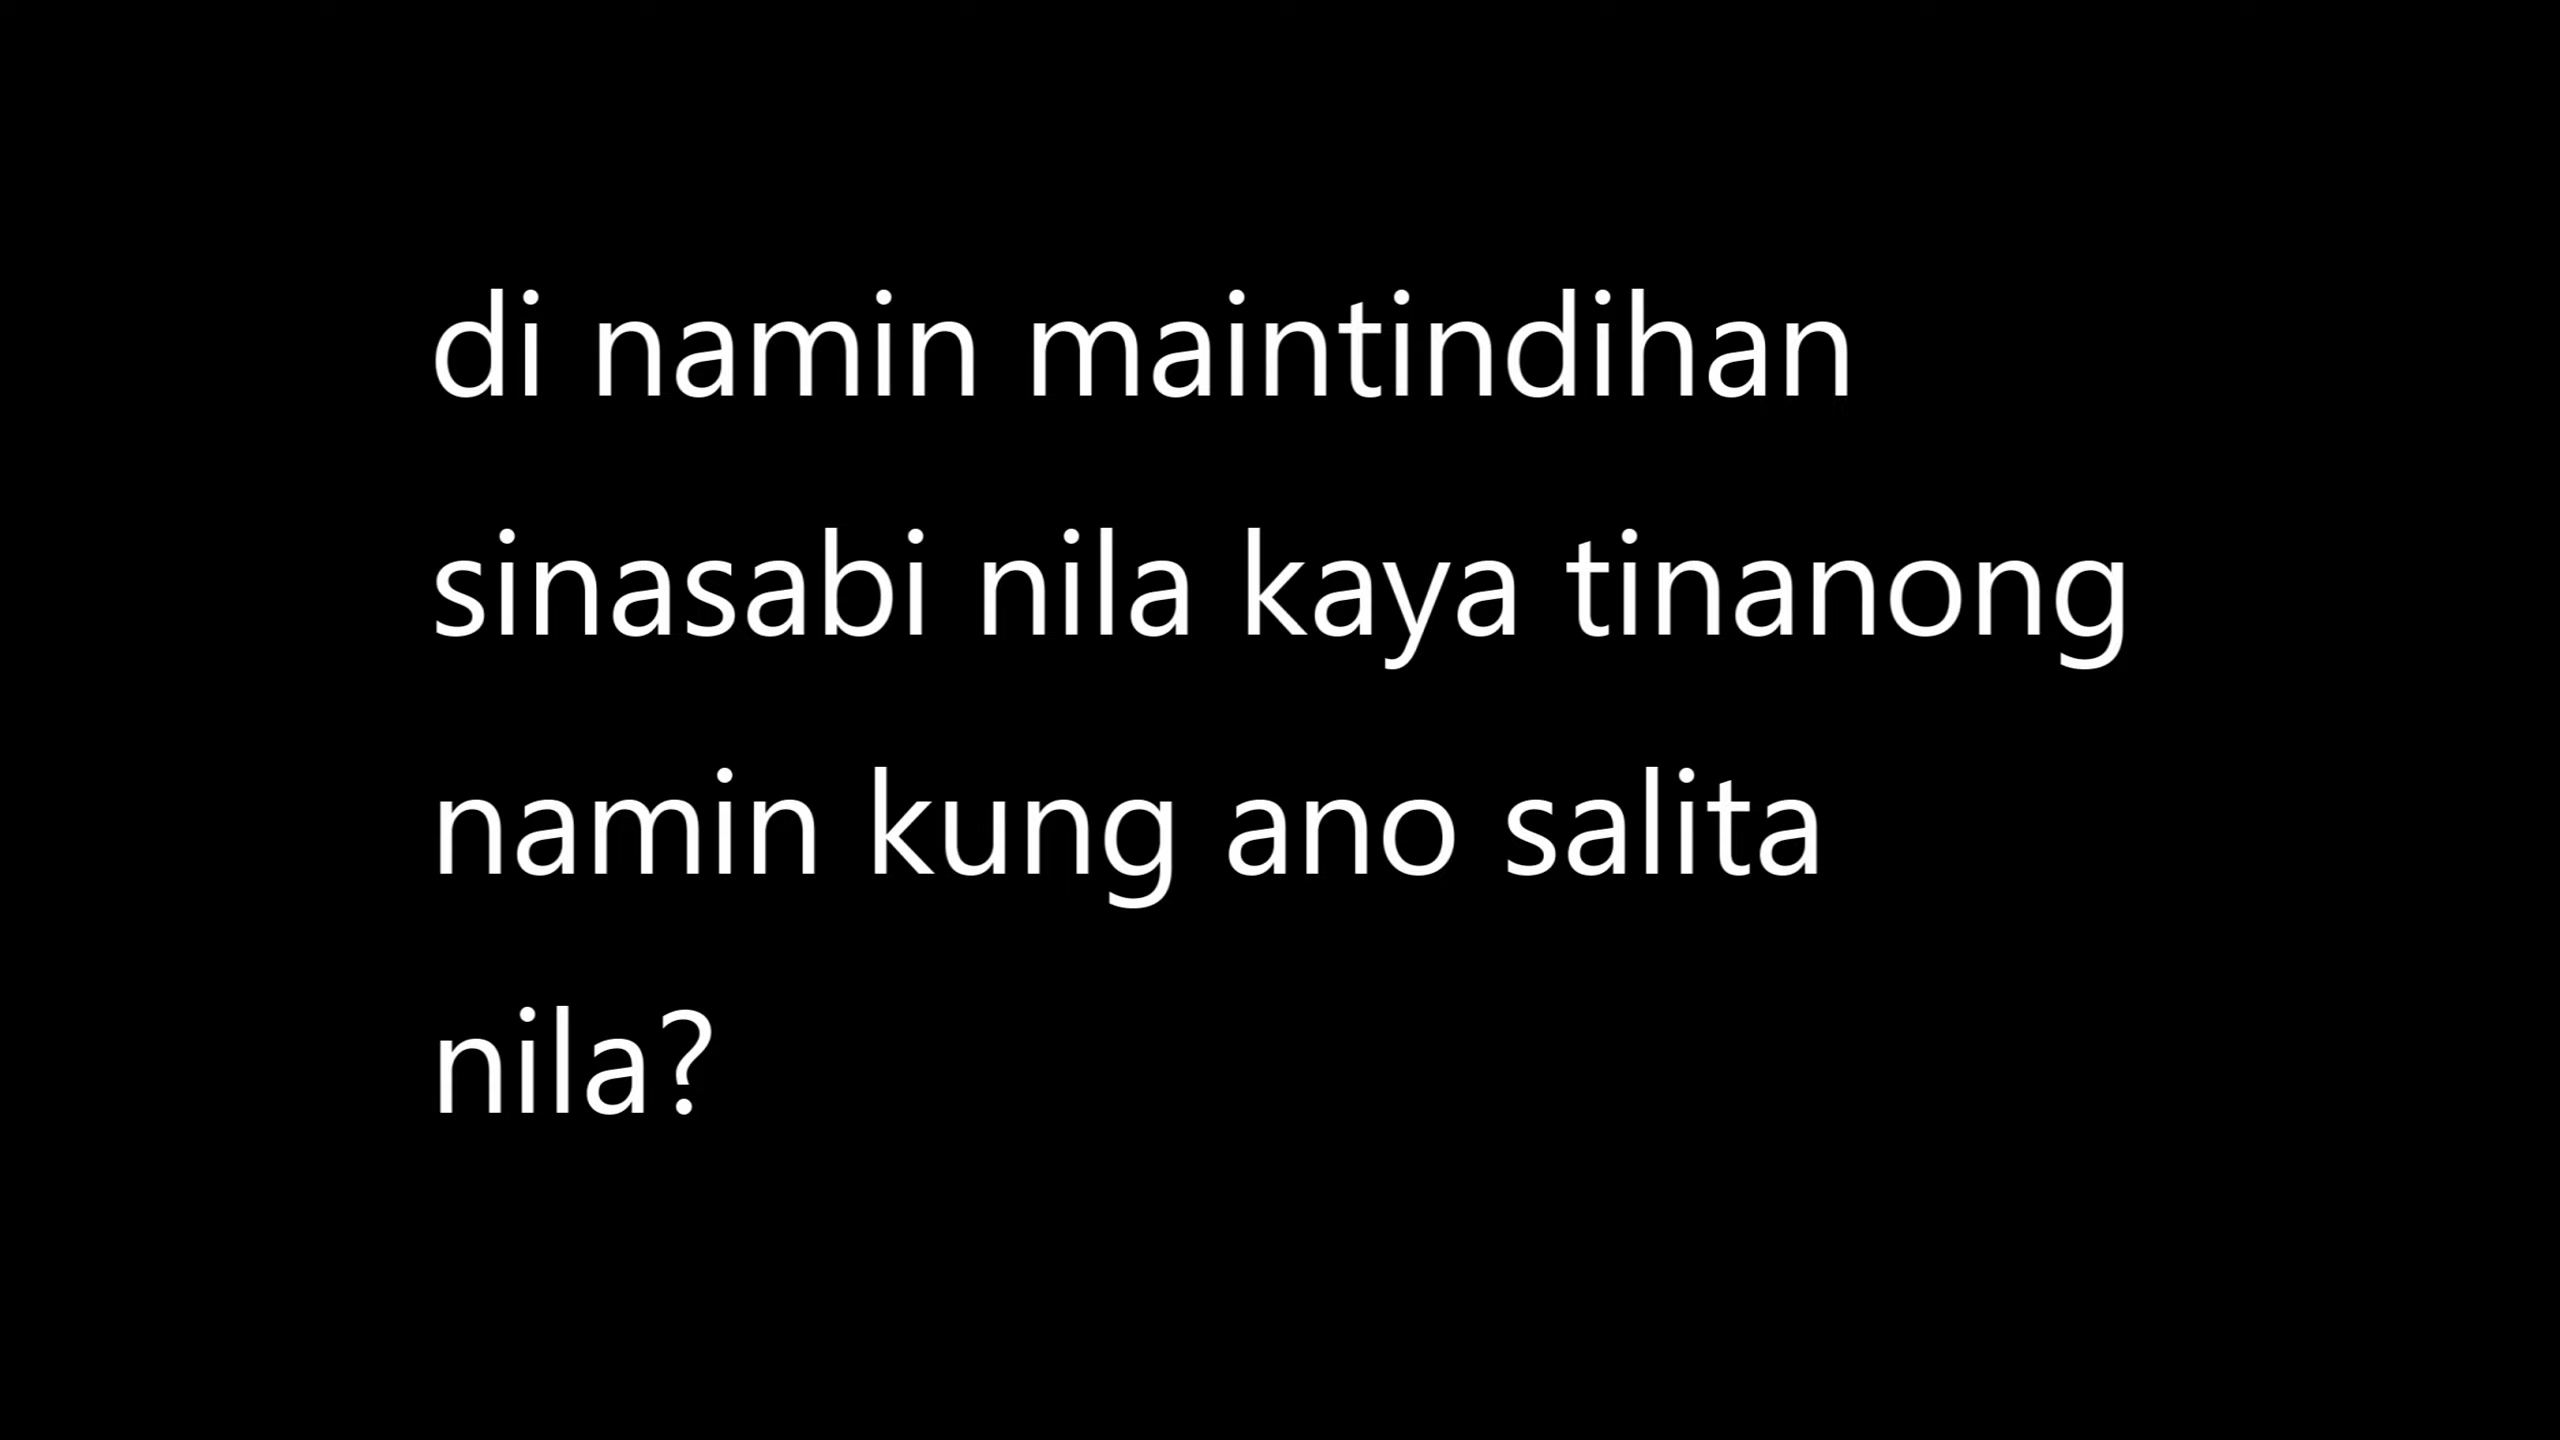 di namin maintindihan
sinasabi nila kaya tinanong
namin kung ano salita
nila?